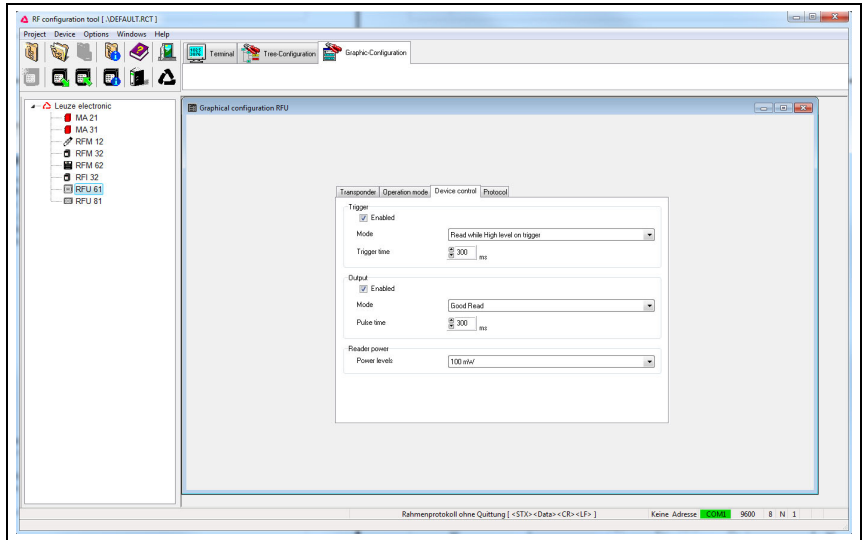 RF configuration tool [ .\DEFAULT.RCT ]
Project Device Options Windows Help
Terminal Tree-Configuration Graphic-Configuration
Leuze electronic
MA 21
MA 31
RFM 12
RFM 32
RFM 62
RFI 32
RFU 61
RFU 81
Graphical configuration RFU
Transponder Operation mode Device control Protocol
Trigger
Enabled
Mode Read while High level on trigger
Trigger time 300 ms
Output
Enabled
Mode Good Read
Pulse time 300 ms
Reader power
Power levels 100 mW
Rahmenprotokoll ohne Quittung [ <STX> <Data> <CR> <LF> ] Keine Adresse COM1 9600 8 N 1